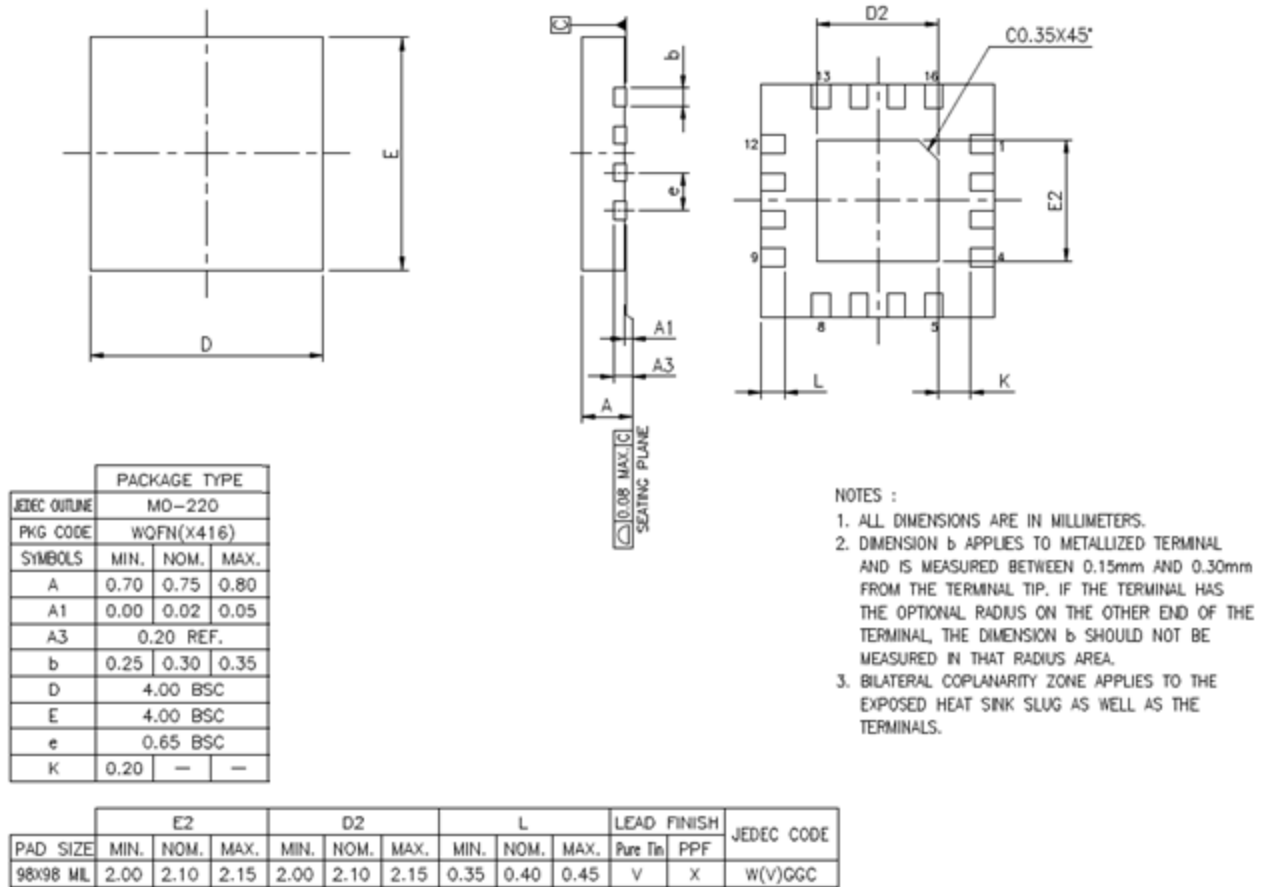 C
D2
C0.35X45°
b
13
16
12
1
E
e
E2
9
4
8
5
D
A1
A3
A
L
K
0.08 MAX. C
SEATING PLANE
PACKAGE TYPE
JEDEC OUTLINE MO-220
PKG CODE WQFN(X416)
SYMBOLS MIN. NOM. MAX.
A 0.70 0.75 0.80
A1 0.00 0.02 0.05
A3 0.20 REF.
b 0.25 0.30 0.35
D 4.00 BSC
E 4.00 BSC
e 0.65 BSC
K 0.20 — —
NOTES :
1. ALL DIMENSIONS ARE IN MILLIMETERS.
2. DIMENSION b APPLIES TO METALLIZED TERMINAL
AND IS MEASURED BETWEEN 0.15mm AND 0.30mm
FROM THE TERMINAL TIP. IF THE TERMINAL HAS
THE OPTIONAL RADIUS ON THE OTHER END OF THE
TERMINAL, THE DIMENSION b SHOULD NOT BE
MEASURED IN THAT RADIUS AREA.
3. BILATERAL COPLANARITY ZONE APPLIES TO THE
EXPOSED HEAT SINK SLUG AS WELL AS THE
TERMINALS.
E2 D2 L LEAD FINISH JEDEC CODE
PAD SIZE MIN. NOM. MAX. MIN. NOM. MAX. MIN. NOM. MAX. Pure Tin PPF
98X98 MIL 2.00 2.10 2.15 2.00 2.10 2.15 0.35 0.40 0.45 V X W(V)GGC